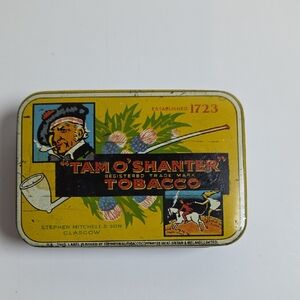 ESTABLISHED 1723
"TAM O'SHANTER"
REGISTERED TRADE MARK
TOBACCO
STEPHEN MITCHELL & SON
GLASGOW